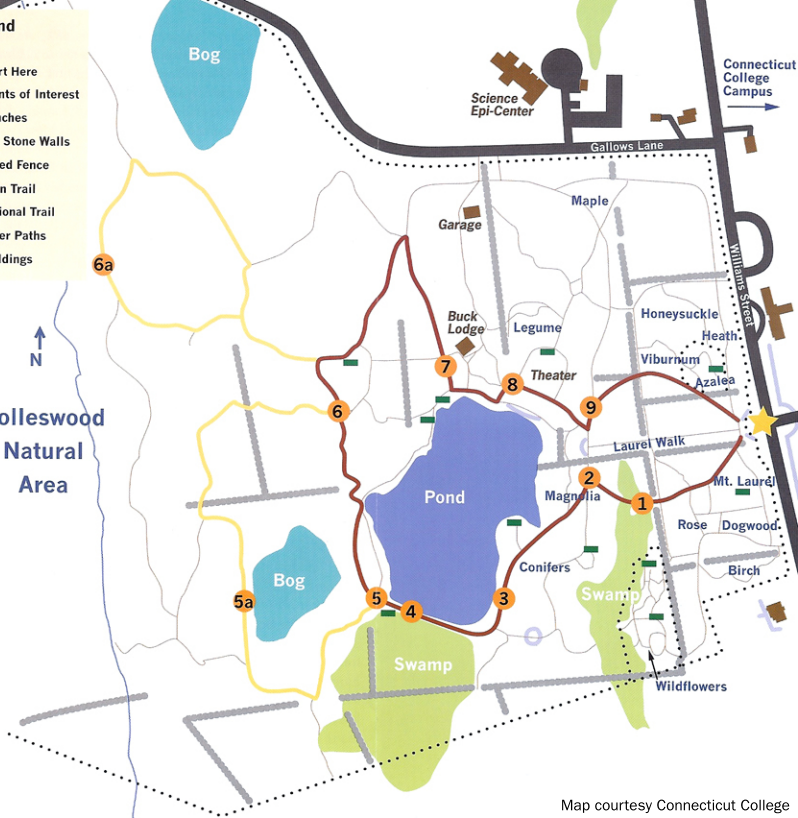 nd
rt Here
nts of Interest
nches
Stone Walls
ed Fence
n Trail
ional Trail
er Paths
ldings
Bog
Science
Epi-Center
Connecticut
College
Campus
Gallows Lane
Maple
Garage
6a
Williams Street
N
Honeysuckle
Buck
Lodge
Legume
Heath
Viburnum
7
Theater
Azalea
8
9
6
olleswood
Natural
Area
Laurel Walk
2
Mt. Laurel
Pond
Magnolia
1
Rose
Dogwood
Conifers
Birch
Bog
Swamp
5a
5
4
3
Swamp
Wildflowers
Map courtesy Connecticut College